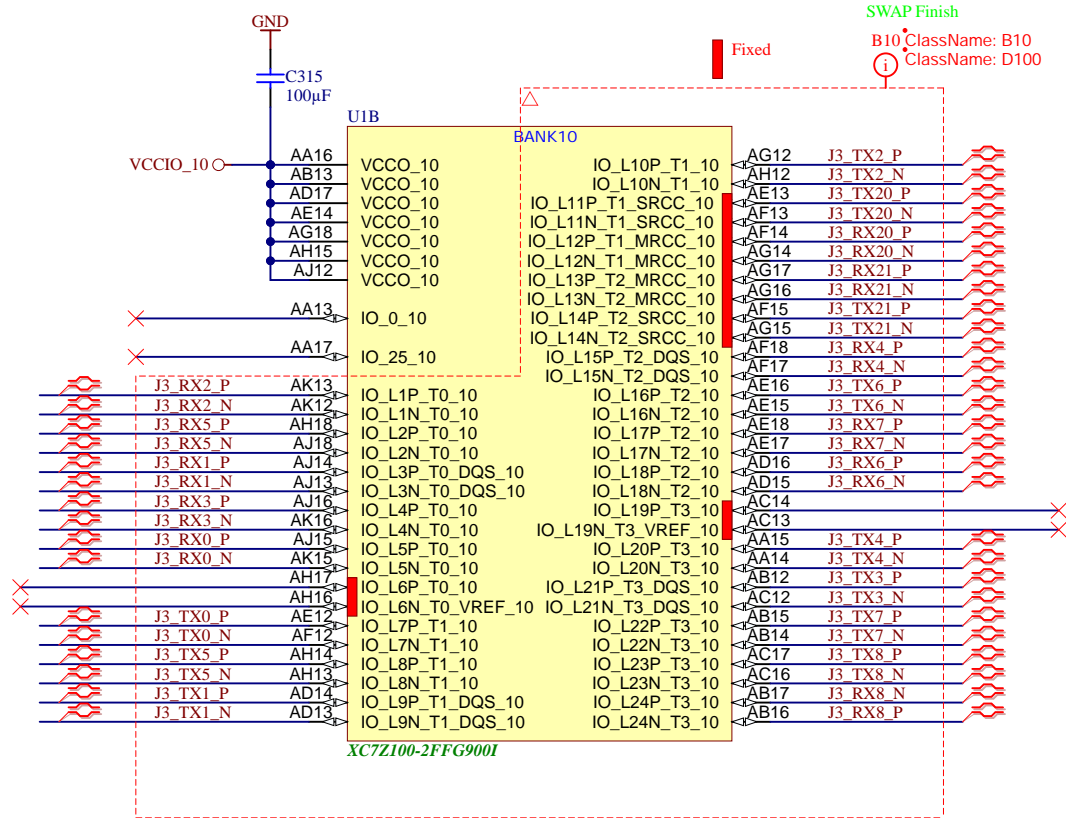 SWAP Finish
GND
Fixed
B10
ClassName: B10
ClassName: D100
i
C315
100µF
U1B
BANK10
VCCIO_10
AA16 VCCO_10
AB13 VCCO_10
AD17 VCCO_10
AE14 VCCO_10
AG18 VCCO_10
AH15 VCCO_10
AJ12 VCCO_10
AA13 IO_0_10
AA17 IO_25_10
J3_RX2_P AK13 IO_L1P_T0_10
J3_RX2_N AK12 IO_L1N_T0_10
J3_RX5_P AH18 IO_L2P_T0_10
J3_RX5_N AJ18 IO_L2N_T0_10
J3_RX1_P AJ14 IO_L3P_T0_DQS_10
J3_RX1_N AJ13 IO_L3N_T0_DQS_10
J3_RX3_P AJ16 IO_L4P_T0_10
J3_RX3_N AK16 IO_L4N_T0_10
J3_RX0_P AJ15 IO_L5P_T0_10
J3_RX0_N AK15 IO_L5N_T0_10
AH17 IO_L6P_T0_10
AH16 IO_L6N_T0_VREF_10
J3_TX0_P AE12 IO_L7P_T1_10
J3_TX0_N AF12 IO_L7N_T1_10
J3_TX5_P AH14 IO_L8P_T1_10
J3_TX5_N AH13 IO_L8N_T1_10
J3_TX1_P AD14 IO_L9P_T1_DQS_10
J3_TX1_N AD13 IO_L9N_T1_DQS_10
IO_L10P_T1_10 AG12 J3_TX2_P
IO_L10N_T1_10 AH12 J3_TX2_N
IO_L11P_T1_SRCC_10 AE13 J3_TX20_P
IO_L11N_T1_SRCC_10 AF13 J3_TX20_N
IO_L12P_T1_MRCC_10 AF14 J3_RX20_P
IO_L12N_T1_MRCC_10 AG14 J3_RX20_N
IO_L13P_T2_MRCC_10 AG17 J3_RX21_P
IO_L13N_T2_MRCC_10 AG16 J3_RX21_N
IO_L14P_T2_SRCC_10 AF15 J3_TX21_P
IO_L14N_T2_SRCC_10 AG15 J3_TX21_N
IO_L15P_T2_DQS_10 AF18 J3_RX4_P
IO_L15N_T2_DQS_10 AF17 J3_RX4_N
IO_L16P_T2_10 AE16 J3_TX6_P
IO_L16N_T2_10 AE15 J3_TX6_N
IO_L17P_T2_10 AE18 J3_RX7_P
IO_L17N_T2_10 AE17 J3_RX7_N
IO_L18P_T2_10 AD16 J3_RX6_P
IO_L18N_T2_10 AD15 J3_RX6_N
IO_L19P_T3_10 AC14
IO_L19N_T3_VREF_10 AC13
IO_L20P_T3_10 AA15 J3_TX4_P
IO_L20N_T3_10 AA14 J3_TX4_N
IO_L21P_T3_DQS_10 AB12 J3_TX3_P
IO_L21N_T3_DQS_10 AC12 J3_TX3_N
IO_L22P_T3_10 AB15 J3_TX7_P
IO_L22N_T3_10 AB14 J3_TX7_N
IO_L23P_T3_10 AC17 J3_TX8_P
IO_L23N_T3_10 AC16 J3_TX8_N
IO_L24P_T3_10 AB17 J3_RX8_N
IO_L24N_T3_10 AB16 J3_RX8_P
XC7Z100-2FFG900I